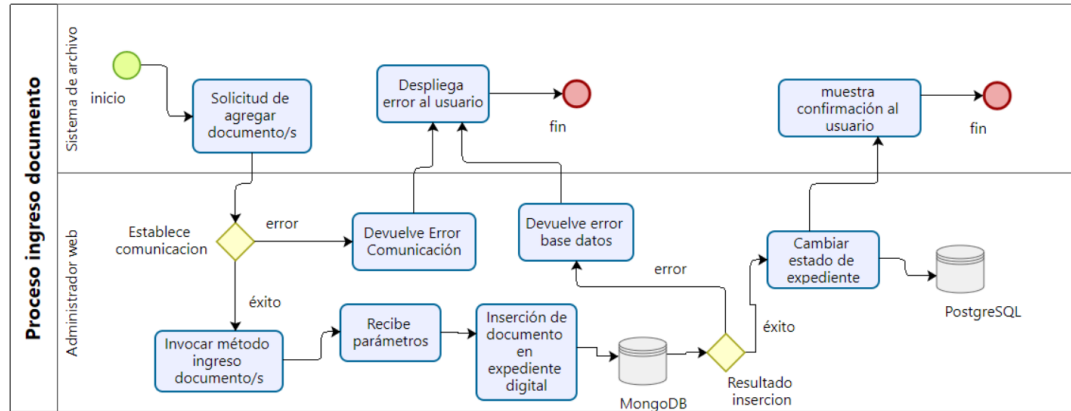 Proceso ingreso documento
Sistema de archivo
inicio
Solicitud de
agregar
documento/s
Despliega
error al usuario
fin
muestra
confirmación al
usuario
fin
Administrador web
Establece
comunicacion
error
Devuelve Error
Comunicación
Devuelve error
base datos
error
Cambiar
estado de
expediente
PostgreSQL
éxito
Invocar método
ingreso
documento/s
Recibe
parámetros
Inserción de
documento
en
expediente
digital
MongoDB
éxito
Resultado
insercion